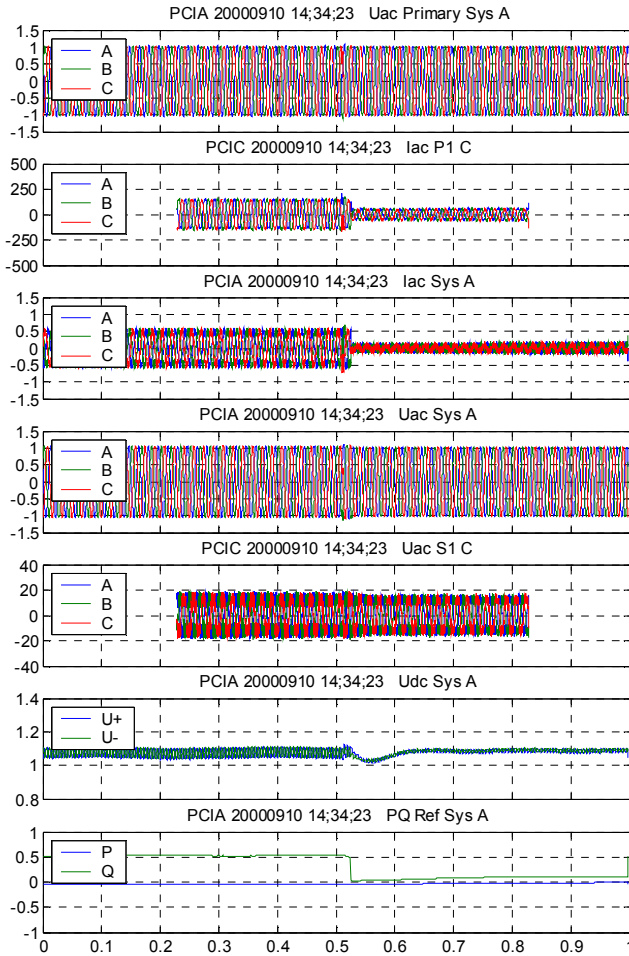 PCIA 20000910 14;34;23 Uac Primary Sys A
1.5
1
0.5
0
-0.5
-1
-1.5
A
B
C
PCIC 20000910 14;34;23 Iac P1 C
500
250
0
-250
-500
A
B
C
PCIA 20000910 14;34;23 Iac Sys A
1.5
1
0.5
0
-0.5
-1
-1.5
A
B
C
PCIA 20000910 14;34;23 Uac Sys A
1.5
1
0.5
0
-0.5
-1
-1.5
A
B
C
PCIC 20000910 14;34;23 Uac S1 C
40
20
0
-20
-40
A
B
C
PCIA 20000910 14;34;23 Udc Sys A
1.4
1.2
1
0.8
U+
U-
PCIA 20000910 14;34;23 PQ Ref Sys A
1
0.5
0
-0.5
-1
P
Q
0 0.1 0.2 0.3 0.4 0.5 0.6 0.7 0.8 0.9 1